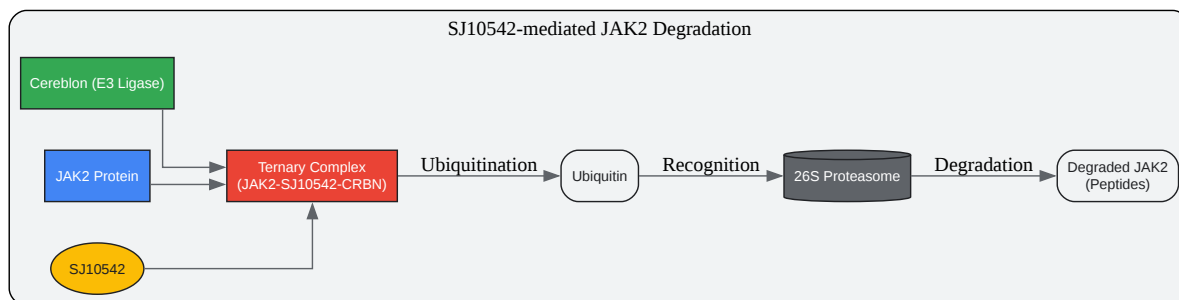 SJ10542-mediated JAK2 Degradation
Cereblon (E3 Ligase)
JAK2 Protein
SJ10542
Ternary Complex
(JAK2-SJ10542-CRBN)
Ubiquitination
Ubiquitin
Recognition
26S Proteasome
Degradation
Degraded JAK2
(Peptides)